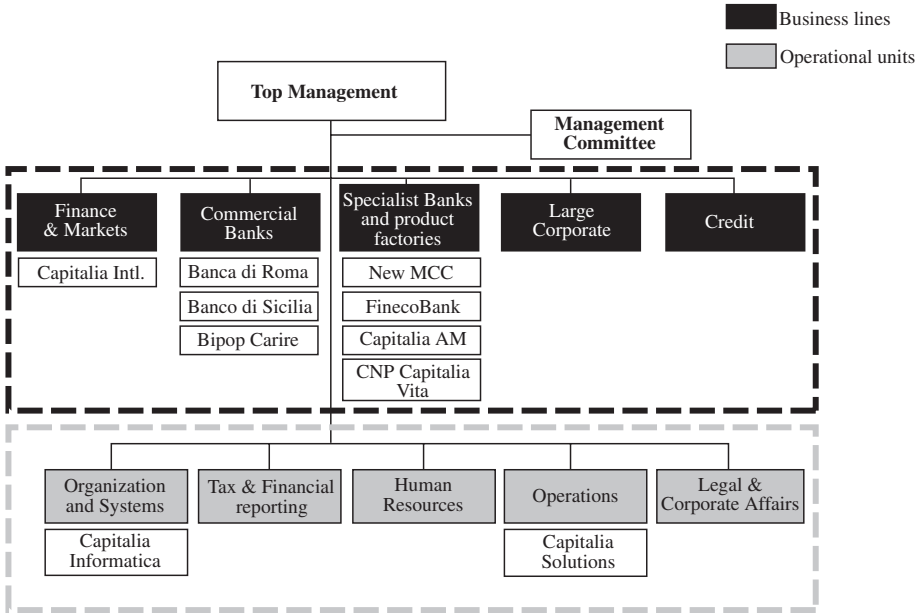 Business lines
Operational units
Top Management
Management
Committee
Finance
& Markets
Commercial
Banks
Specialist Banks
and product
factories
Large
Corporate
Credit
Capitalia Intl.
Banca di Roma
Banco di Sicilia
Bipop Carire
New MCC
FinecoBank
Capitalia AM
CNP Capitalia
Vita
Organization
and Systems
Tax & Financial
reporting
Human
Resources
Operations
Legal &
Corporate Affairs
Capitalia
Informatica
Capitalia
Solutions